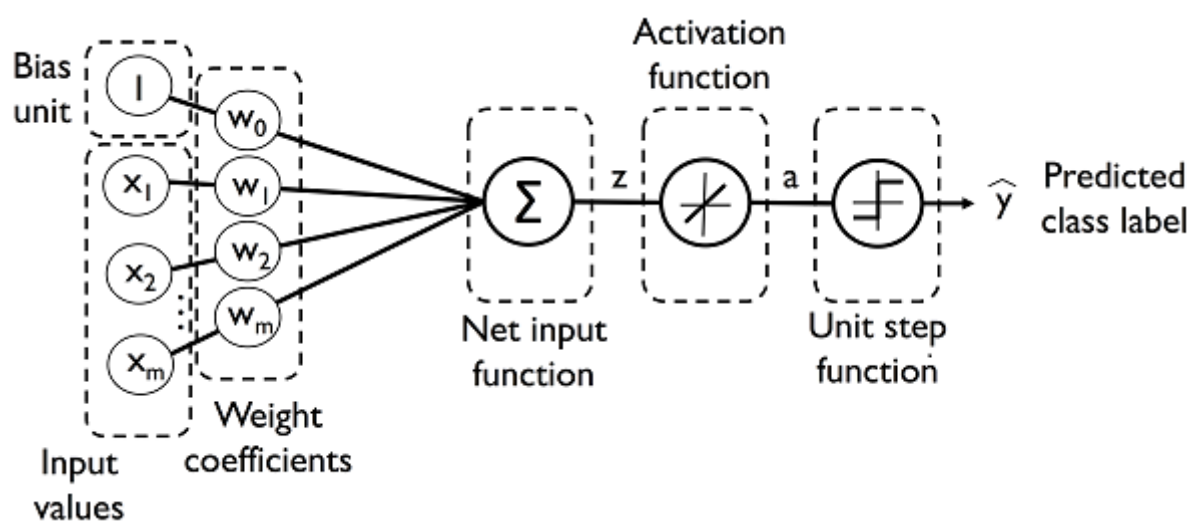 Activation
function
Bias
unit
1
w₀
x₁
w₁
x₂
w₂
⋮
xₘ
wₘ
Σ
z
a
ŷ
Predicted
class label
Net input
function
Unit step
function
Weight
coefficients
Input
values